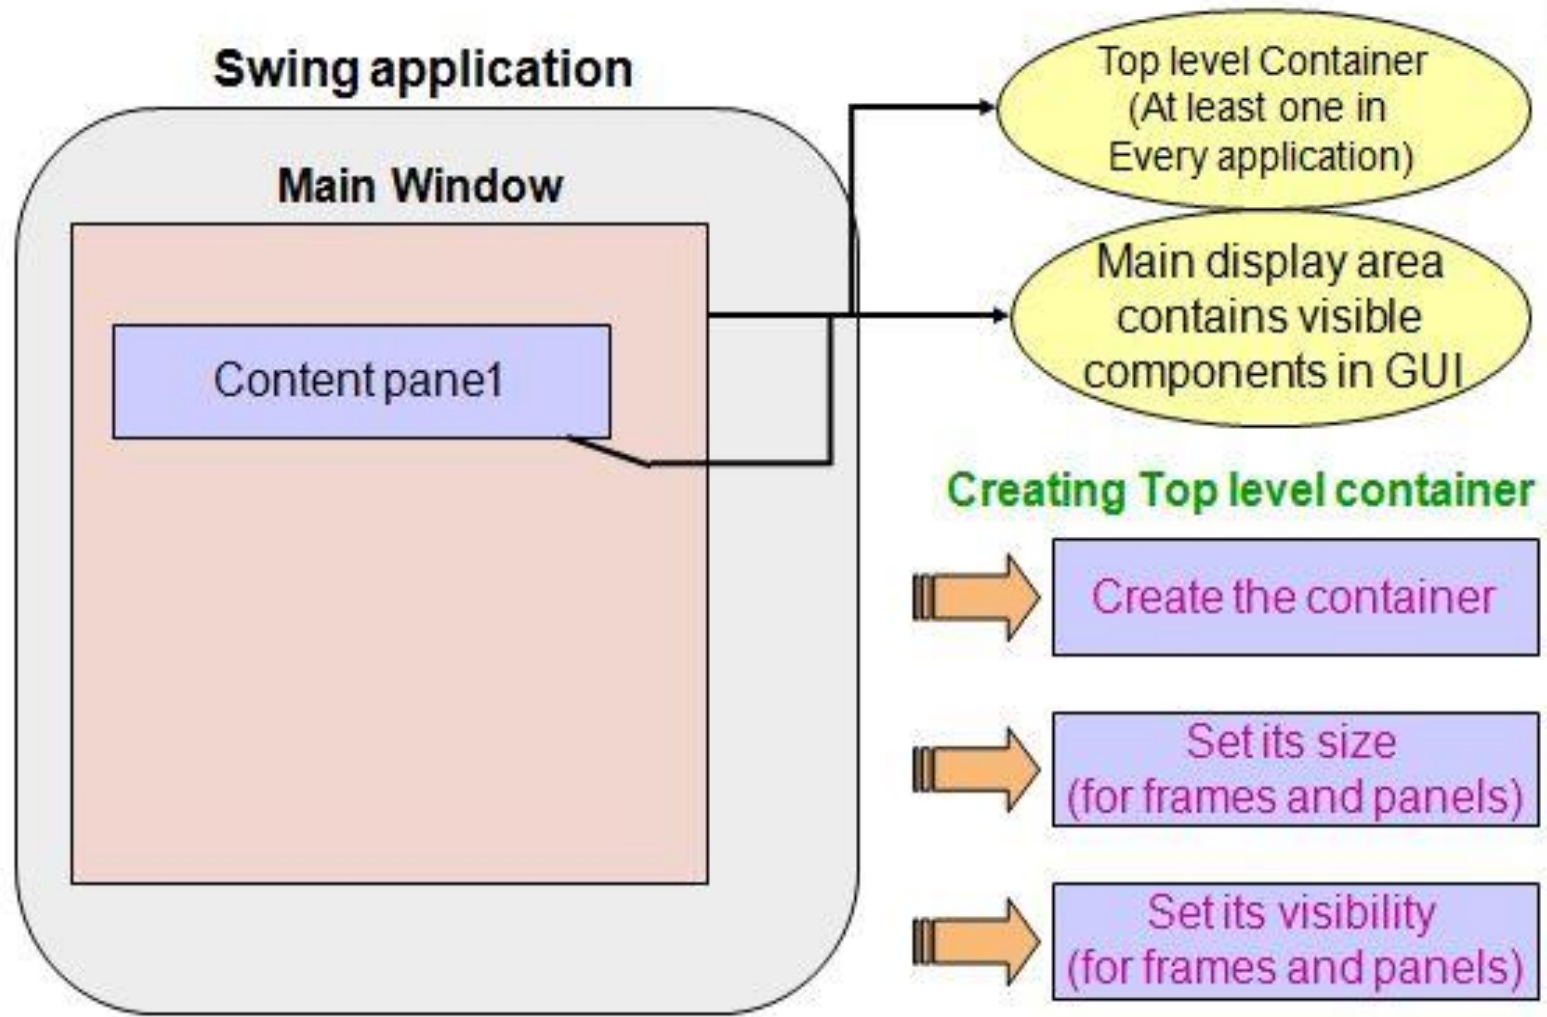 Swing application
Main Window
Content pane1
Top level Container
(At least one in
Every application)
Main display area
contains visible
components in GUI
Creating Top level container
Create the container
Set its size
(for frames and panels)
Set its visibility
(for frames and panels)